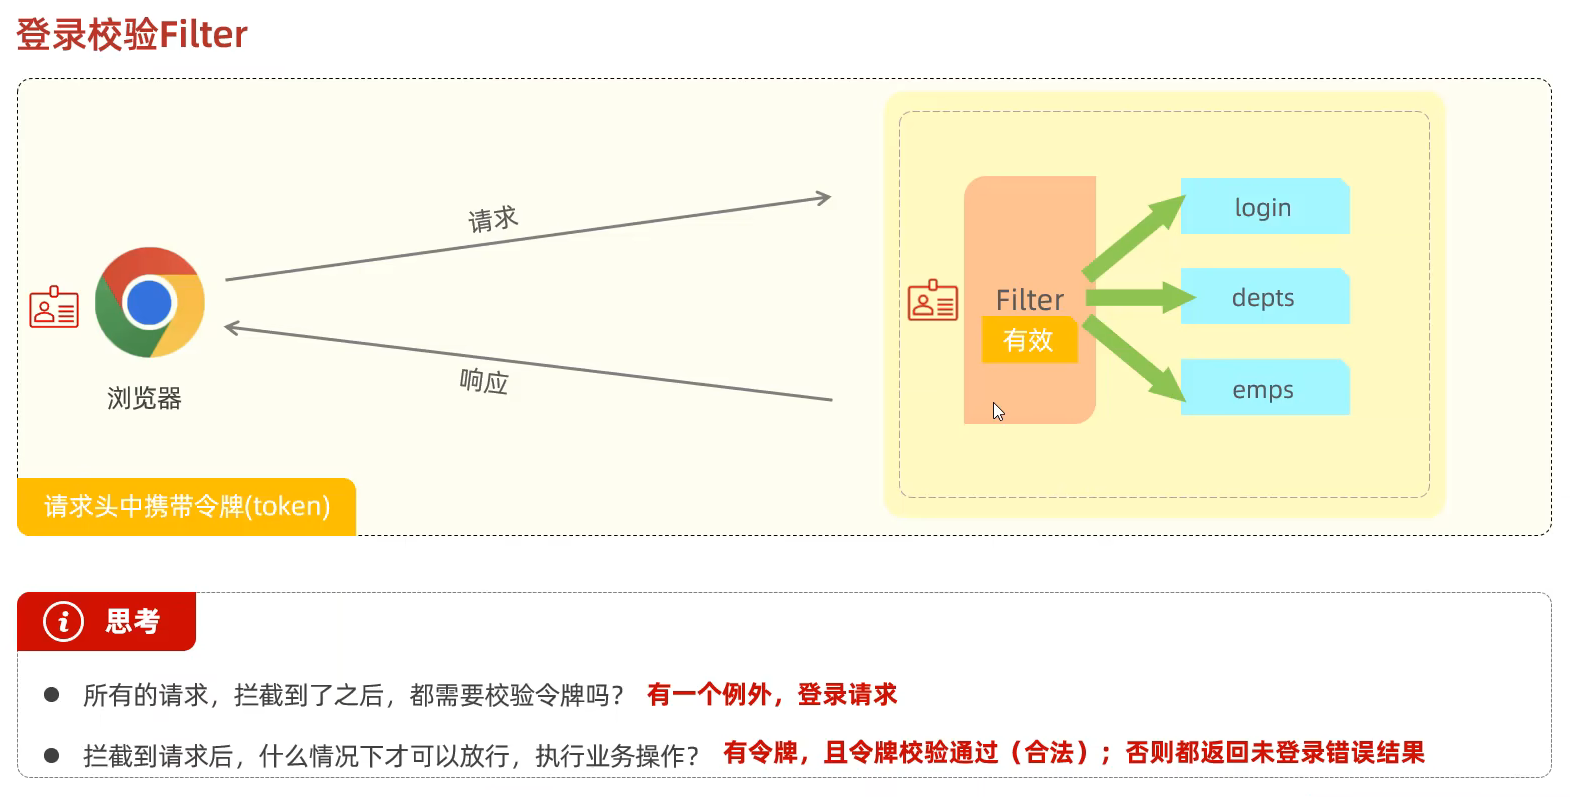 登录校验Filter
请求
login
Filter
depts
有效
响应
emps
浏览器
请求头中携带令牌(token)
思考
所有的请求，拦截到了之后，都需要校验令牌吗？ 有一个例外，登录请求
拦截到请求后，什么情况下才可以放行，执行业务操作？ 有令牌，且令牌校验通过（合法）；否则都返回未登录错误结果